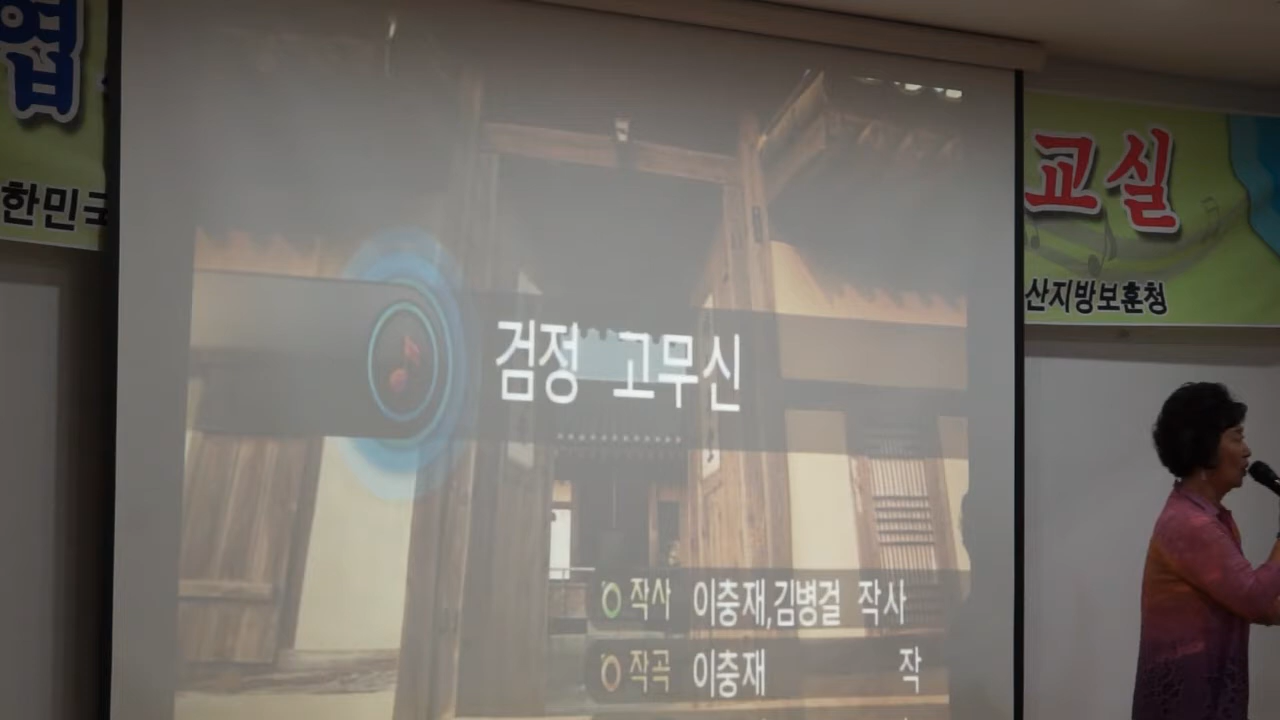 협
한민국
교실
산지방보훈청
검정 고무신
작사 이충재,김병걸 작사
작곡 이충재 작